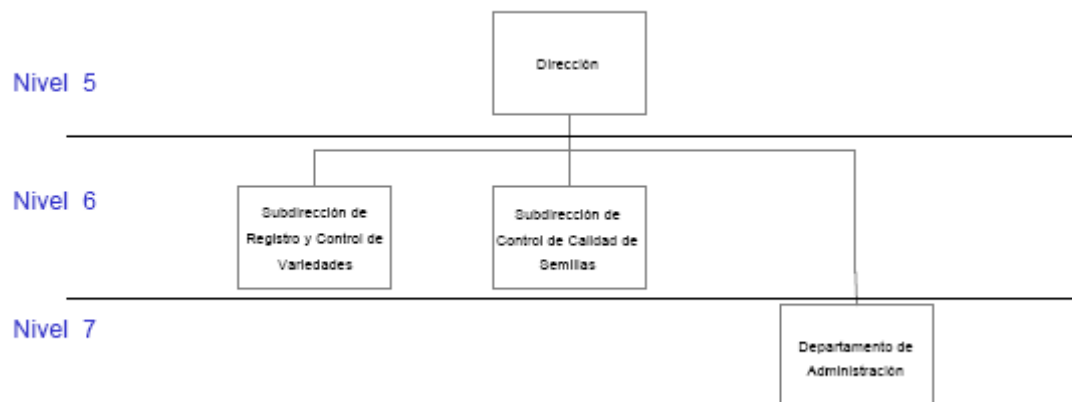 Dirección
Nivel 5
Nivel 6
Subdirección de
Registro y Control de
Variedades
Subdirección de
Control de Calidad de
Semillas
Nivel 7
Departamento de
Administración